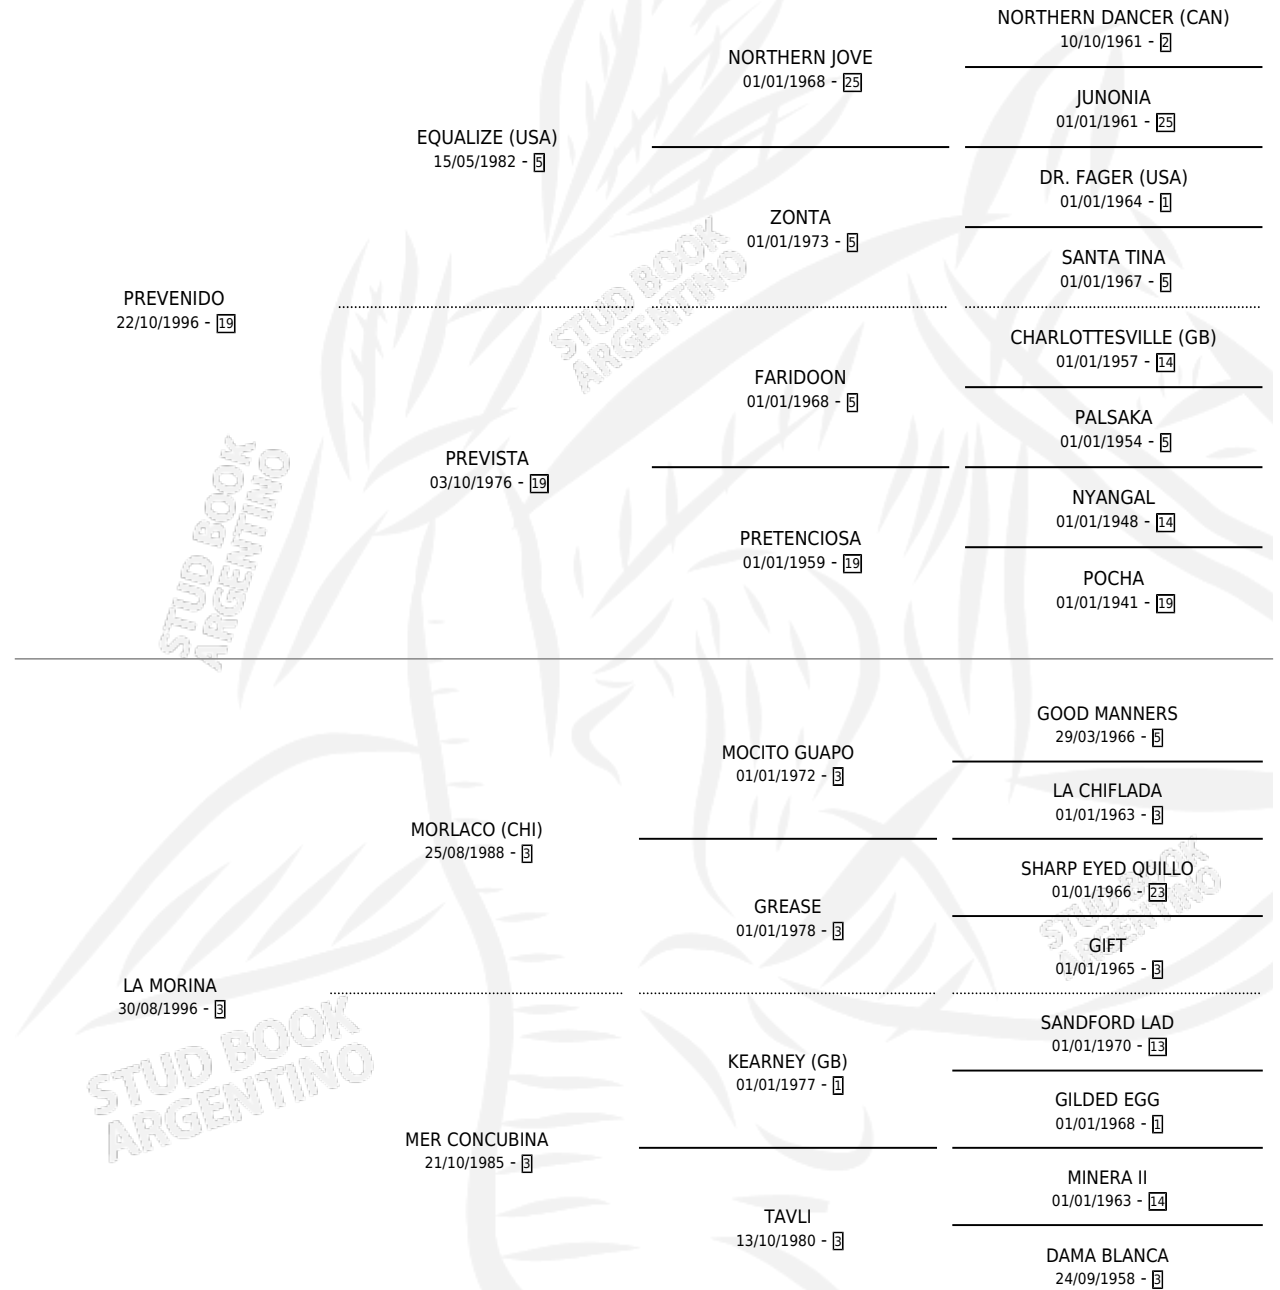 NORTHERN DANCER (CAN)
10/10/1961 - 2
NORTHERN JOVE
01/01/1968 - 25
JUNONIA
01/01/1961 - 25
EQUALIZE (USA)
15/05/1982 - 5
DR. FAGER (USA)
01/01/1964 - 1
ZONTA
01/01/1973 - 5
SANTA TINA
01/01/1967 - 5
PREVENIDO
22/10/1996 - 19
STUD BOOK
ARGENTINO
CHARLOTTESVILLE (GB)
01/01/1957 - 14
FARIDOON
01/01/1968 - 5
PALSAKA
01/01/1954 - 5
PREVISTA
03/10/1976 - 19
NYANGAL
01/01/1948 - 14
PRETENCIOSA
01/01/1959 - 19
POCHA
01/01/1941 - 19
STUD BOOK
ARGENTINO
GOOD MANNERS
29/03/1966 - 5
MOCITO GUAPO
01/01/1972 - 3
LA CHIFLADA
01/01/1963 - 3
MORLACO (CHI)
25/08/1988 - 3
SHARP EYED QUILLO
01/01/1966 - 23
GREASE
01/01/1978 - 3
STUD BOOK
ARGENTINO
GIFT
01/01/1965 - 3
LA MORINA
30/08/1996 - 3
SANDFORD LAD
01/01/1970 - 13
KEARNEY (GB)
01/01/1977 - 1
STUD BOOK
ARGENTINO
GILDED EGG
01/01/1968 - 1
MER CONCUBINA
21/10/1985 - 3
MINERA II
01/01/1963 - 14
TAVLI
13/10/1980 - 3
DAMA BLANCA
24/09/1958 - 3